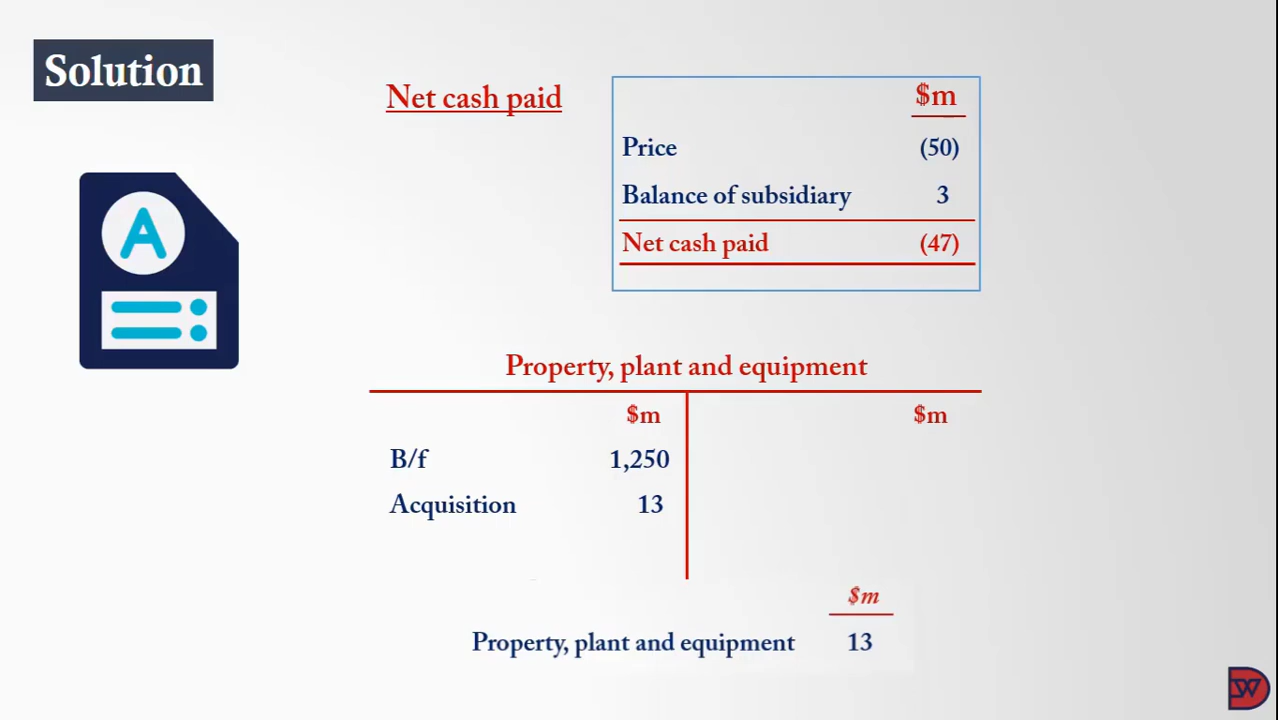 Solution
A
Net cash paid
$m
Price (50)
Balance of subsidiary 3
Net cash paid (47)
Property, plant and equipment
$m $m
B/f 1,250
Acquisition 13
$m
Property, plant and equipment 13
DW